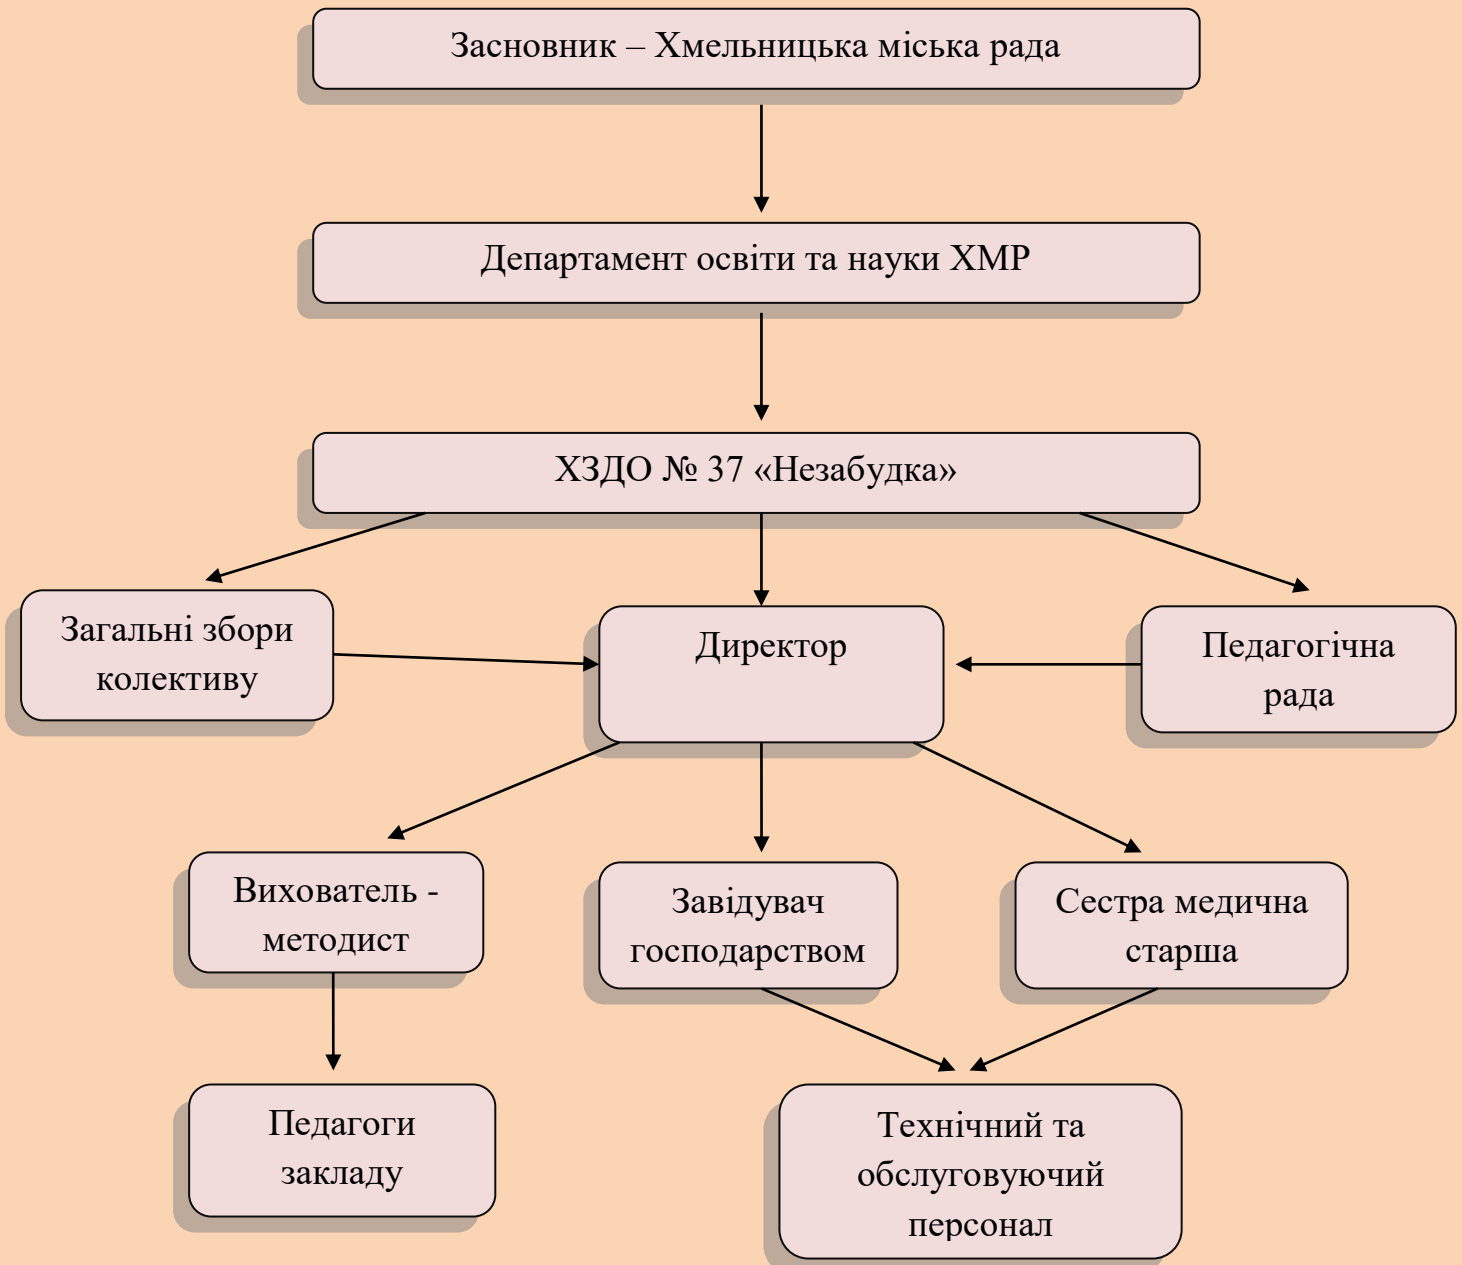 Засновник – Хмельницька міська рада
Департамент освіти та науки ХМР
ХЗДО № 37 «Незабудка»
Загальні збори
колективу
Директор
Педагогічна
рада
Вихователь -
методист
Завідувач
господарством
Сестра медична
старша
Педагоги
закладу
Технічний та
обслуговуючий
персонал